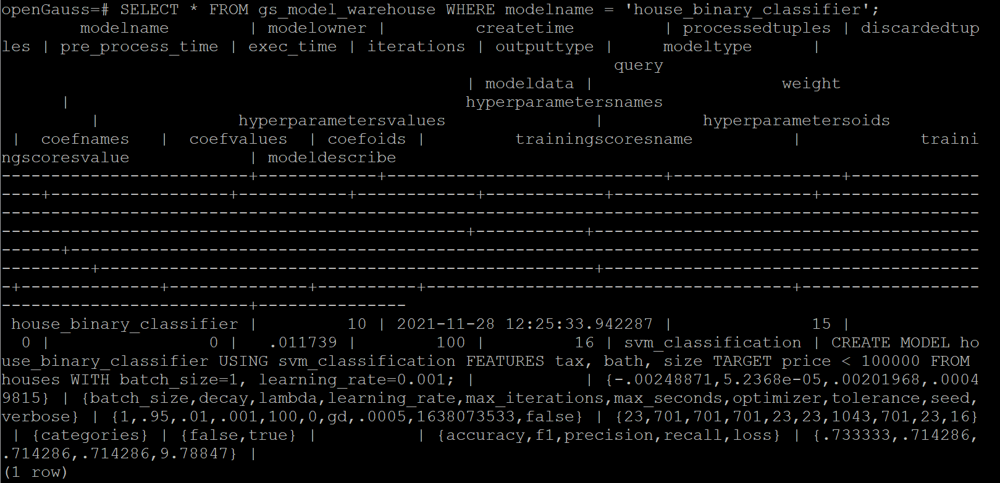 openGauss=# SELECT * FROM gs_model_warehouse WHERE modelname = 'house_binary_classifier';
        modelname         | modelowner |         createtime         | processedtuples | discardedtup
les | pre_process_time | exec_time | iterations | outputtype |     modeltype      |
                                                              query
                                               | modeldata |                   weight
      |                                        hyperparametersnames
         |              hyperparametersvalues               |          hyperparametersoids
 |  coefnames   |  coefvalues  | coefoids |         trainingscoresname          |            traini
ngscoresvalue            | modeldescribe
-------------------------+------------+----------------------------+-----------------+-------------
----+------------------+-----------+------------+------------+--------------------+----------------
---------------------------------------------------------------------------------------------------
-----------------------------------------------+-----------+---------------------------------------
------+--------------------------------------------------------------------------------------------
---------+--------------------------------------------------+--------------------------------------
-+--------------+--------------+----------+-------------------------------------+------------------
-------------------------+---------------
 house_binary_classifier |         10 | 2021-11-28 12:25:33.942287 |              15 |
  0 |                0 |   .011739 |        100 |         16 | svm_classification | CREATE MODEL ho
use_binary_classifier USING svm_classification FEATURES tax, bath, size TARGET price < 100000 FROM
houses WITH batch_size=1, learning_rate=0.001; |           | {-.00248871,5.2368e-05,.00201968,.0004
9815} | {batch_size,decay,lambda,learning_rate,max_iterations,max_seconds,optimizer,tolerance,seed,
verbose} | {1,.95,.01,.001,100,0,gd,.0005,1638073533,false} | {23,701,701,701,23,23,1043,701,23,16}
 | {categories} | {false,true} |          | {accuracy,f1,precision,recall,loss} | {.733333,.714286,
.714286,.714286,9.78847} |
(1 row)